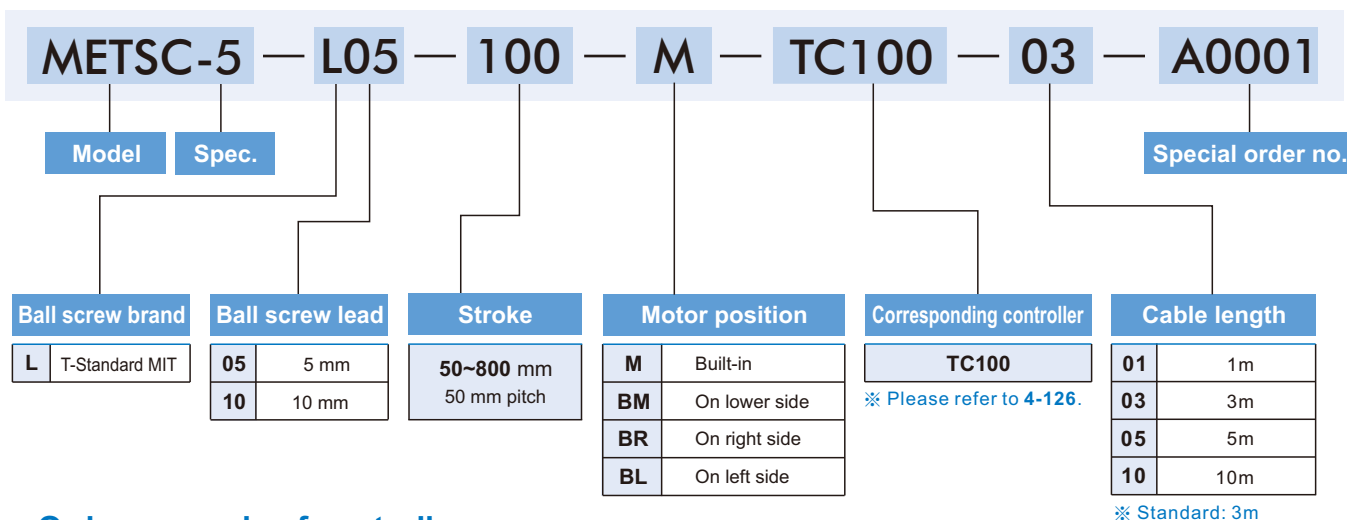 METSC-5 — L05 — 100 — M — TC100 — 03 — A0001
Model
Spec.
Special order no.
Ball screw brand
L T-Standard MIT
Ball screw lead
05 5 mm
10 10 mm
Stroke
50~800 mm
50 mm pitch
Motor position
M Built-in
BM On lower side
BR On right side
BL On left side
Corresponding controller
TC100
※ Please refer to 4-126.
Cable length
01 1m
03 3m
05 5m
10 10m
※ Standard: 3m